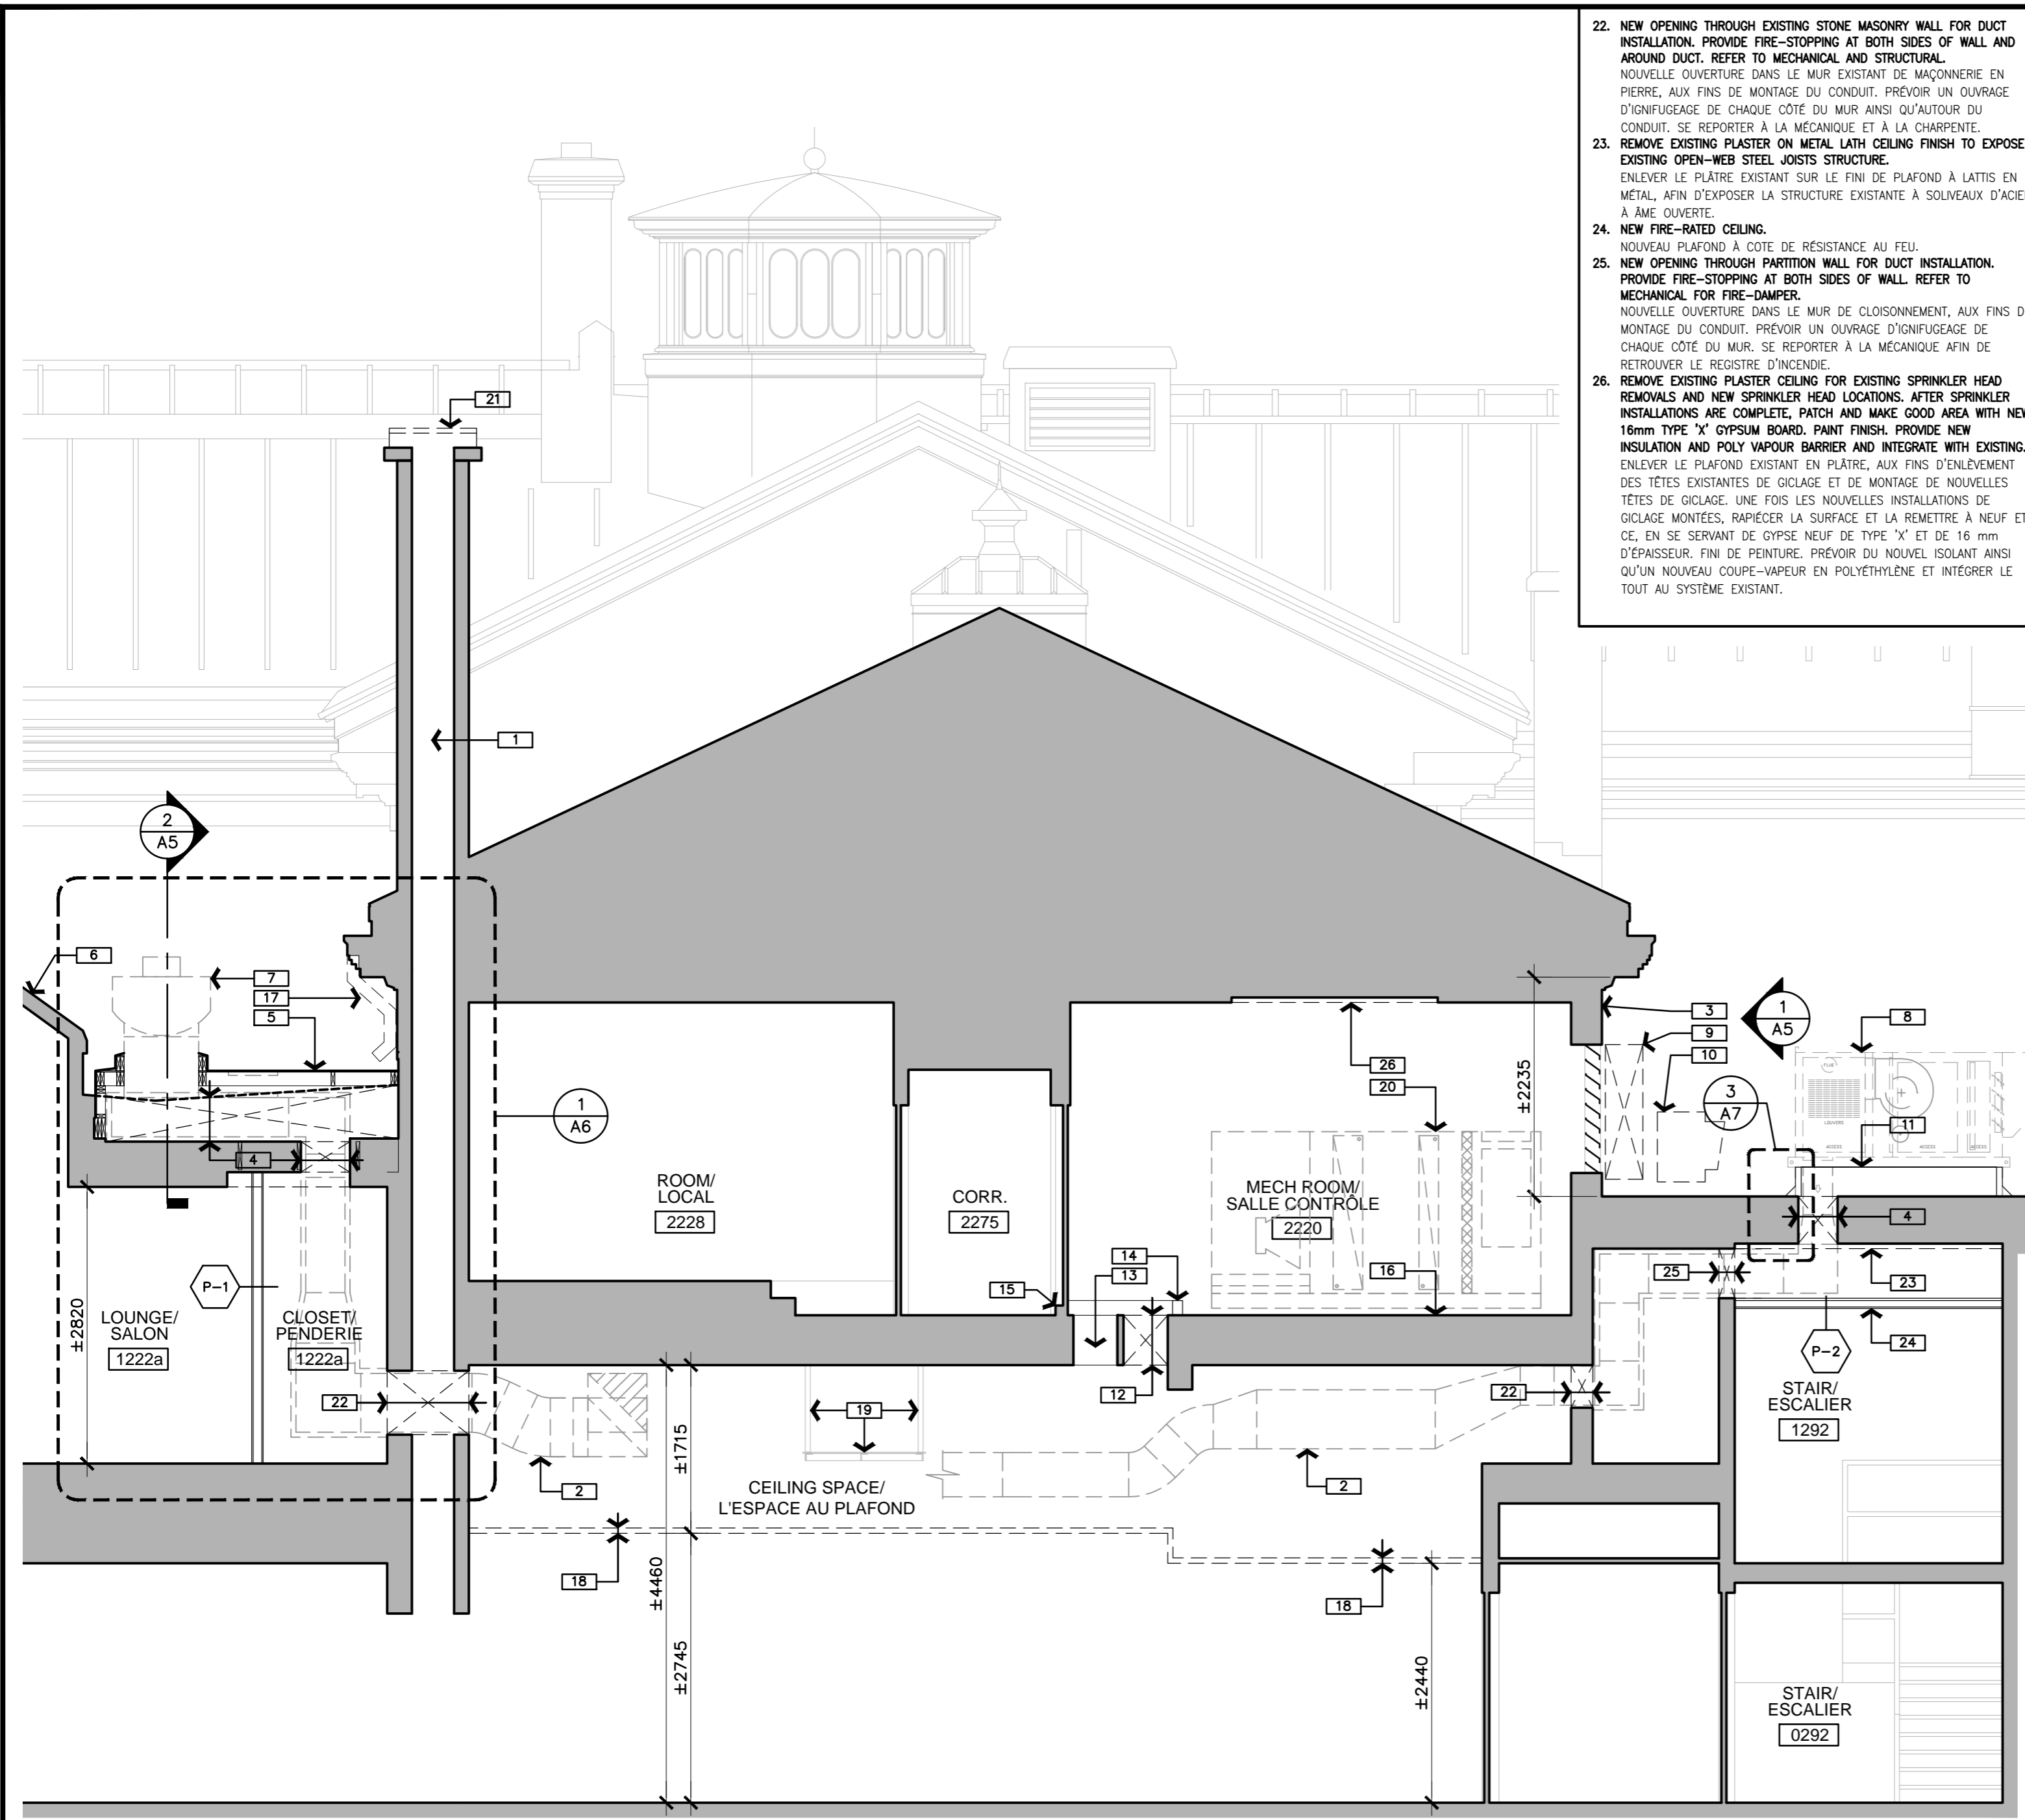 22. NEW OPENING THROUGH EXISTING STONE MASONRY WALL FOR DUCT
INSTALLATION. PROVIDE FIRE-STOPPING AT BOTH SIDES OF WALL AND
AROUND DUCT. REFER TO MECHANICAL AND STRUCTURAL.
NOUVELLE OUVERTURE DANS LE MUR EXISTANT DE MAÇONNERIE EN
PIERRE, AUX FINS DE MONTAGE DU CONDUIT. PRÉVOIR UN OUVRAGE
D'IGNIFUGEAGE DE CHAQUE CÔTÉ DU MUR AINSI QU'AUTOUR DU
CONDUIT. SE REPORTER À LA MÉCANIQUE ET À LA CHARPENTE.
23. REMOVE EXISTING PLASTER ON METAL LATH CEILING FINISH TO EXPOSE
EXISTING OPEN-WEB STEEL JOISTS STRUCTURE.
ENLEVER LE PLÂTRE EXISTANT SUR LE FINI DE PLAFOND À LATTIS EN
MÉTAL, AFIN D'EXPOSER LA STRUCTURE EXISTANTE À SOLIVEAUX D'ACIE
À ÂME OUVERTE.
24. NEW FIRE-RATED CEILING.
NOUVEAU PLAFOND À COTE DE RÉSISTANCE AU FEU.
25. NEW OPENING THROUGH PARTITION WALL FOR DUCT INSTALLATION.
PROVIDE FIRE-STOPPING AT BOTH SIDES OF WALL. REFER TO
MECHANICAL FOR FIRE-DAMPER.
NOUVELLE OUVERTURE DANS LE MUR DE CLOISONNEMENT, AUX FINS D
MONTAGE DU CONDUIT. PRÉVOIR UN OUVRAGE D'IGNIFUGEAGE DE
CHAQUE CÔTÉ DU MUR. SE REPORTER À LA MÉCANIQUE AFIN DE
RETROUVER LE REGISTRE D'INCENDIE.
26. REMOVE EXISTING PLASTER CEILING FOR EXISTING SPRINKLER HEAD
REMOVALS AND NEW SPRINKLER HEAD LOCATIONS. AFTER SPRINKLER
INSTALLATIONS ARE COMPLETE, PATCH AND MAKE GOOD AREA WITH NEW
16mm TYPE 'X' GYPSUM BOARD. PAINT FINISH. PROVIDE NEW
INSULATION AND POLY VAPOUR BARRIER AND INTEGRATE WITH EXISTING.
ENLEVER LE PLAFOND EXISTANT EN PLÂTRE, AUX FINS D'ENLÈVEMENT
DES TÊTES EXISTANTES DE GICLAGE ET DE MONTAGE DE NOUVELLES
TÊTES DE GICLAGE. UNE FOIS LES NOUVELLES INSTALLATIONS DE
GICLAGE MONTÉES, RAPIÉCER LA SURFACE ET LA REMETTRE À NEUF ET
CE, EN SE SERVANT DE GYPSE NEUF DE TYPE 'X' ET DE 16 mm
D'ÉPAISSEUR. FINI DE PEINTURE. PRÉVOIR DU NOUVEL ISOLANT AINSI
QU'UN NOUVEAU COUPE-VAPEUR EN POLYÉTHYLÈNE ET INTÉGRER LE
TOUT AU SYSTÈME EXISTANT.
21
1
2
A5
6
7
17
5
4
3
1
A5
8
9
10
3
A7
11
26
20
±2235
1
A6
ROOM/
LOCAL
2228
CORR.
2275
MECH ROOM/
SALLE CONTRÔLE
2220
LOUVERS
FLUE
ACCESS
ACCESS
ACCESS
4
14
13
15
16
25
23
24
P-1
±2820
LOUNGE/
SALON
1222a
CLOSET/
PENDERIE
1222a
P-2
22
12
22
19
STAIR/
ESCALIER
1292
±1715
2
CEILING SPACE/
L'ESPACE AU PLAFOND
2
18
±4460
18
±2745
±2440
STAIR/
ESCALIER
0292